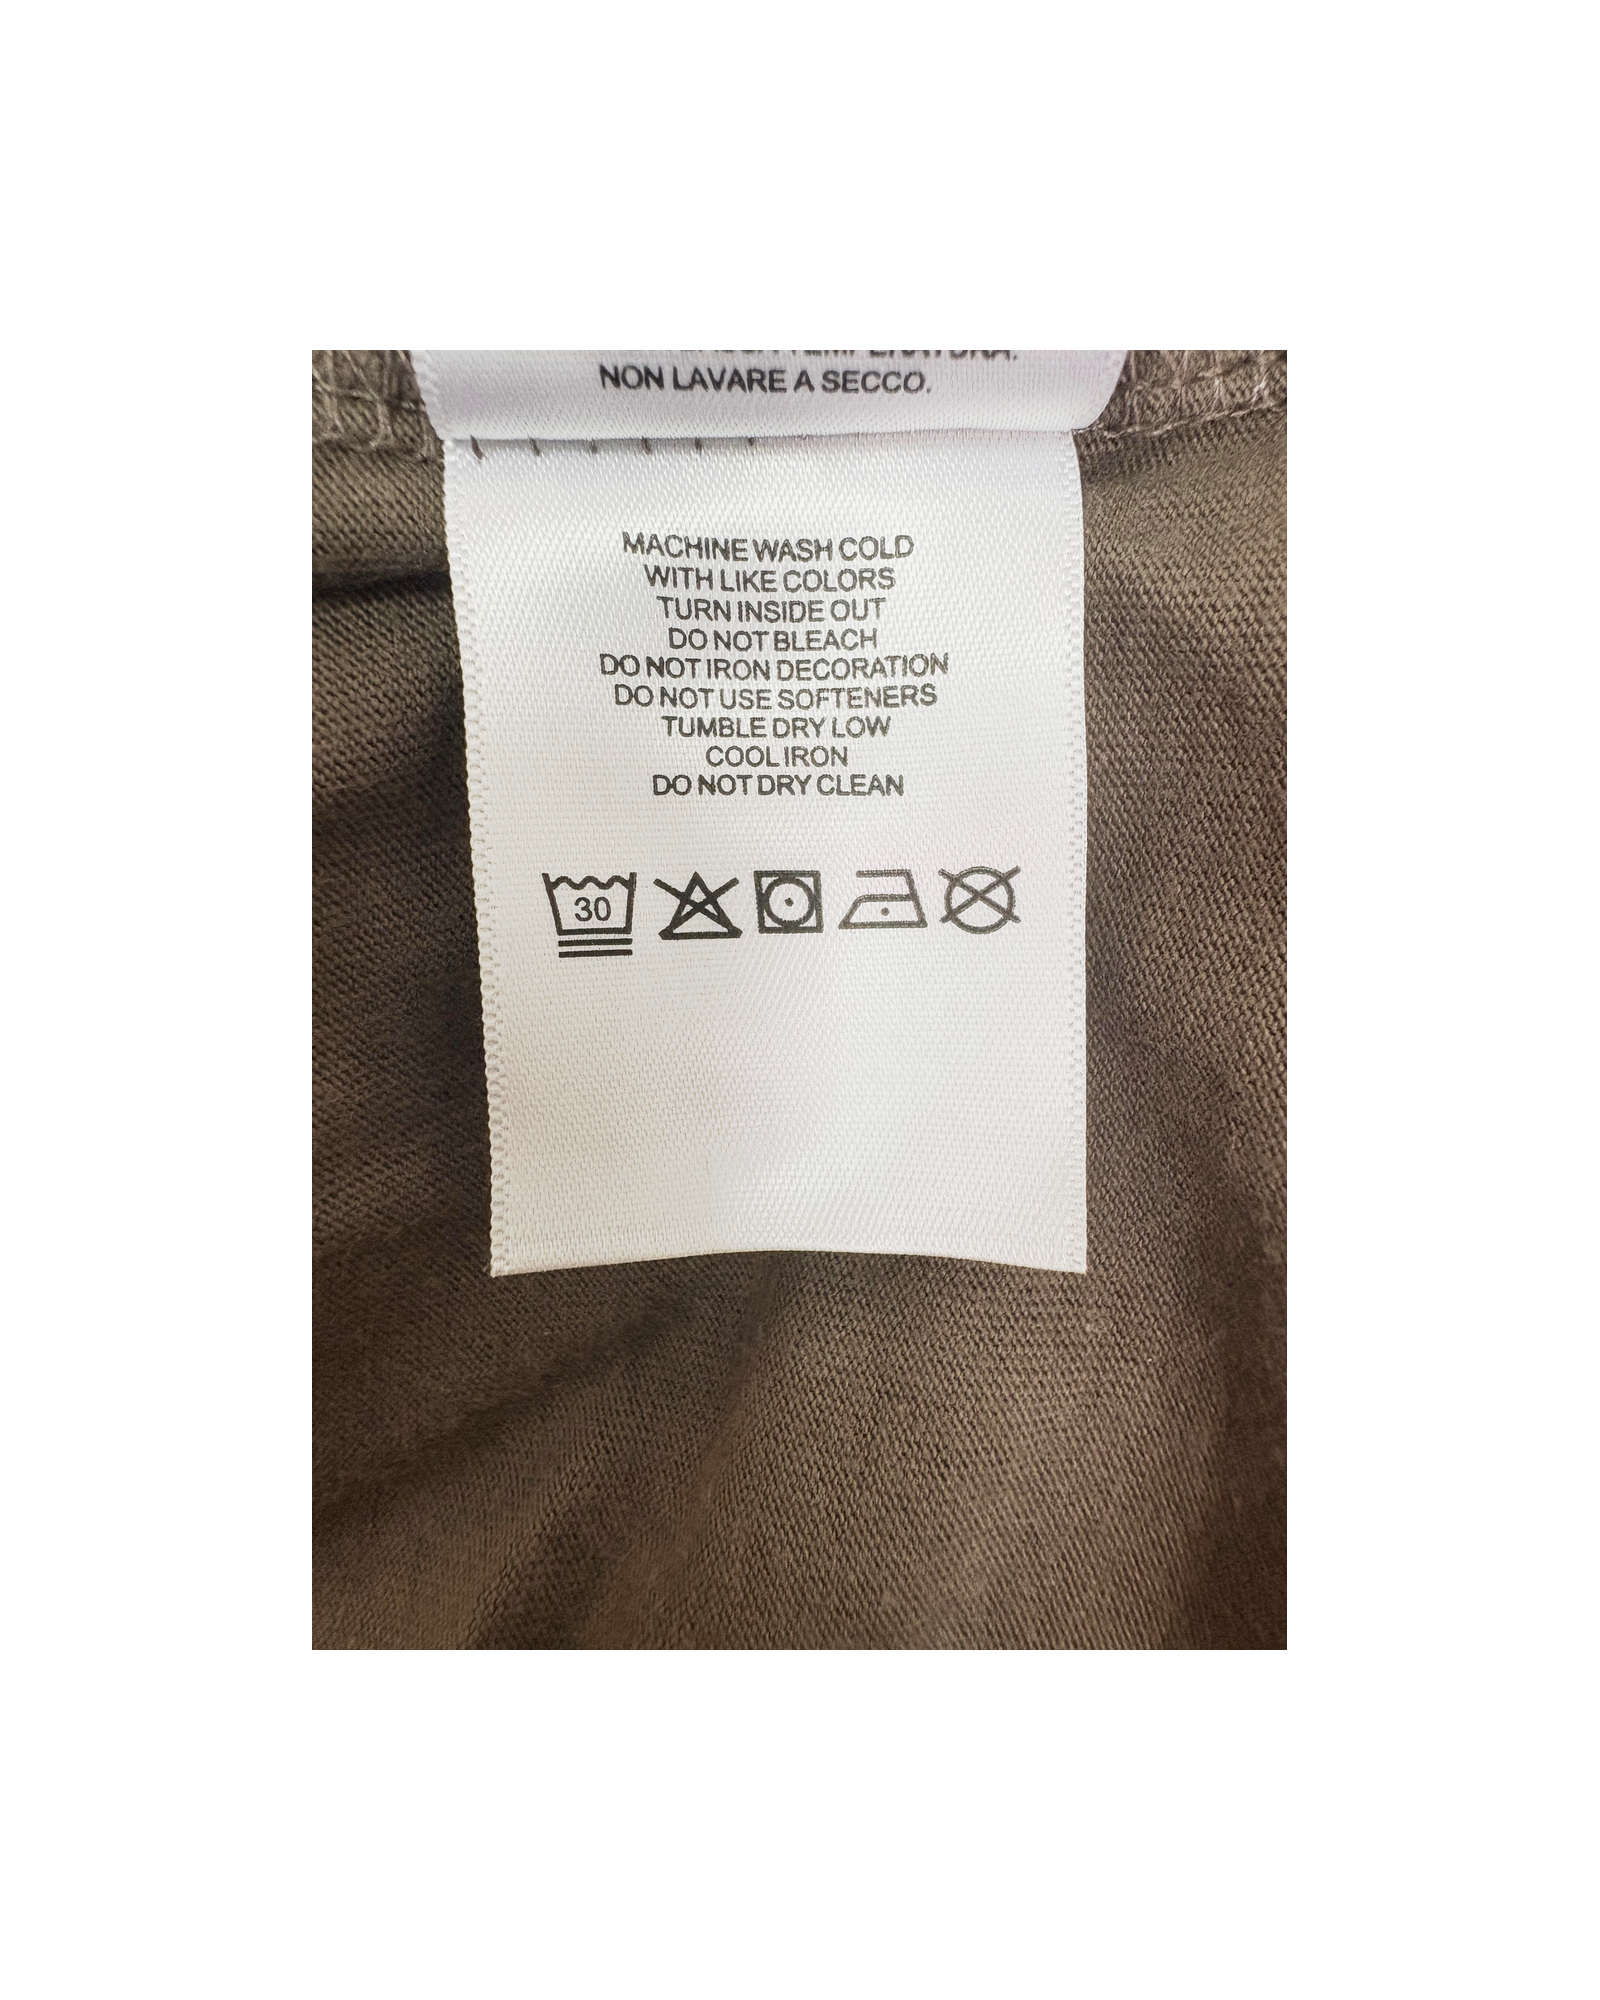 TEMPERATURA.
NON LAVARE A SECCO.
MACHINE WASH COLD
WITH LIKE COLORS
TURN INSIDE OUT
DO NOT BLEACH
DO NOT IRON DECORATION
DO NOT USE SOFTENERS
TUMBLE DRY LOW
COOL IRON
DO NOT DRY CLEAN
30